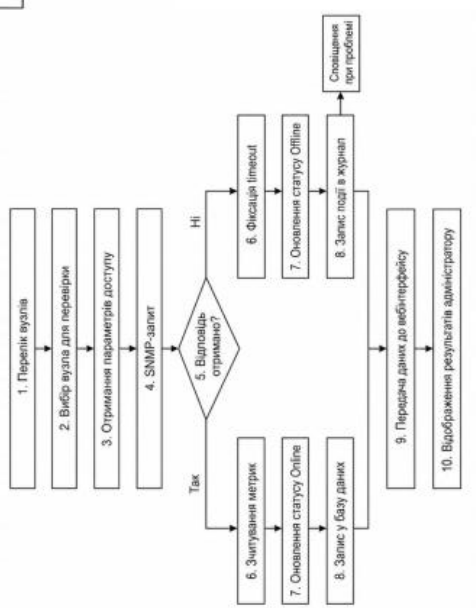 1. Перелік вузлів
2. Вибір вузла для перевірки
3. Отримання параметрів доступу
4. SNMP-запит
5. Відповідь
отримано?
Так
Ні
6. Зчитування метрик
7. Оновлення статусу Online
8. Запис у базу даних
6. Фіксація timeout
7. Оновлення статусу Offline
8. Запис події в журнал
Сповіщення
при проблемі
9. Передача даних до вебінтерфейсу
10. Відображення результатів адміністратору